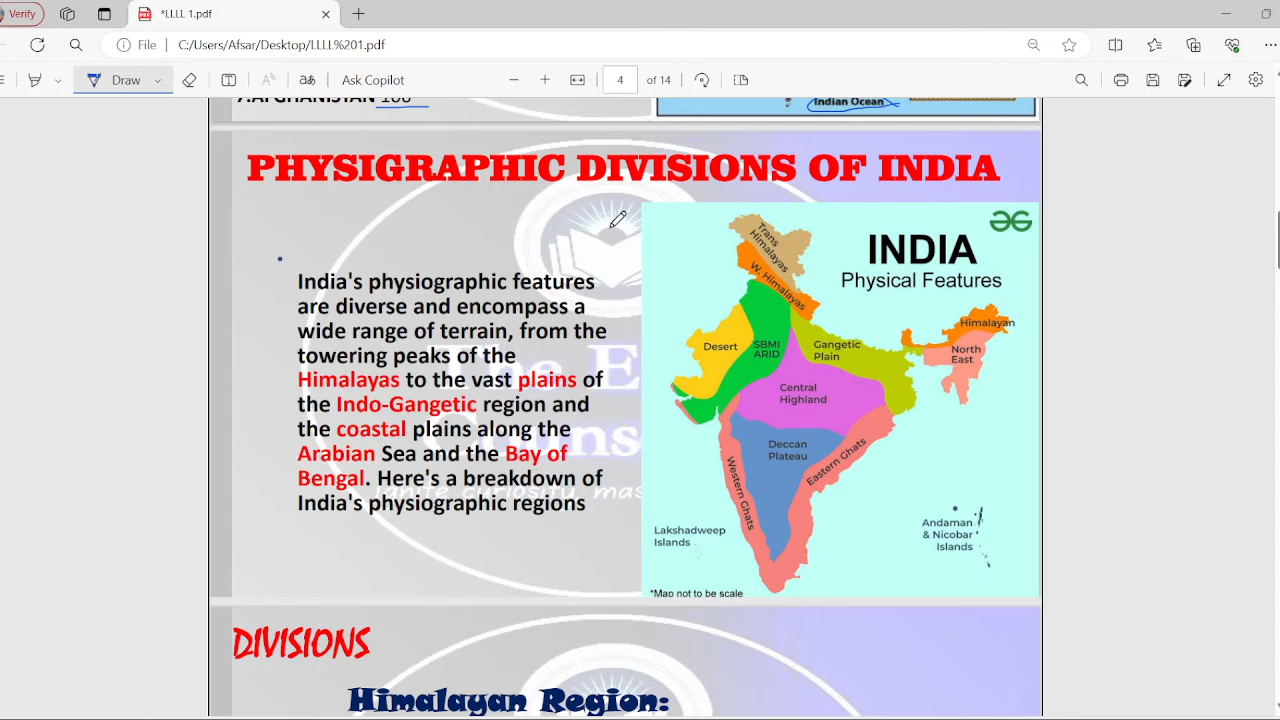 Verify
*LLLL 1.pdf
File
C:/Users/Afsar/Desktop/LLL%201.pdf
Draw
Ask Copilot
4 of 14
7.AFGHANISTAN 106
Indian Ocean
PHYSIGRAPHIC DIVISIONS OF INDIA
India's physiographic features
are diverse and encompass a
wide range of terrain, from the
towering peaks of the
Himalayas to the vast plains of
the Indo-Gangetic region and
the coastal plains along the
Arabian Sea and the Bay of
Bengal. Here's a breakdown of
India's physiographic regions
INDIA
Physical Features
Trans
Himalayas
W. Himalayas
Desert
SBMI
ARID
Gangetic
Plain
Himalayan
North
East
Central
Highland
Deccan
Plateau
Western Ghats
Eastern Ghats
Lakshadweep
Islands
Andaman
& Nicobar
Islands
*Map not to be scale
DIVISIONS
Himalayan Region: